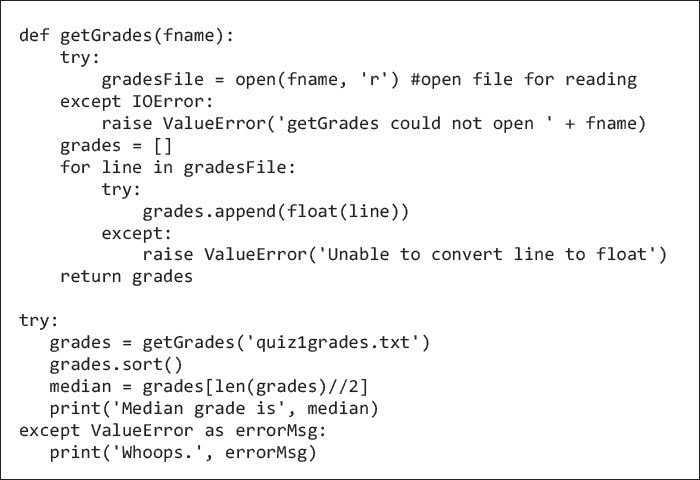 def getGrades(fname):
    try:
        gradesFile = open(fname, 'r') #open file for reading
    except IOError:
        raise ValueError('getGrades could not open ' + fname)
    grades = []
    for line in gradesFile:
        try:
            grades.append(float(line))
        except:
            raise ValueError('Unable to convert line to float')
    return grades

try:
   grades = getGrades('quiz1grades.txt')
   grades.sort()
   median = grades[len(grades)//2]
   print('Median grade is', median)
except ValueError as errorMsg:
   print('Whoops.', errorMsg)